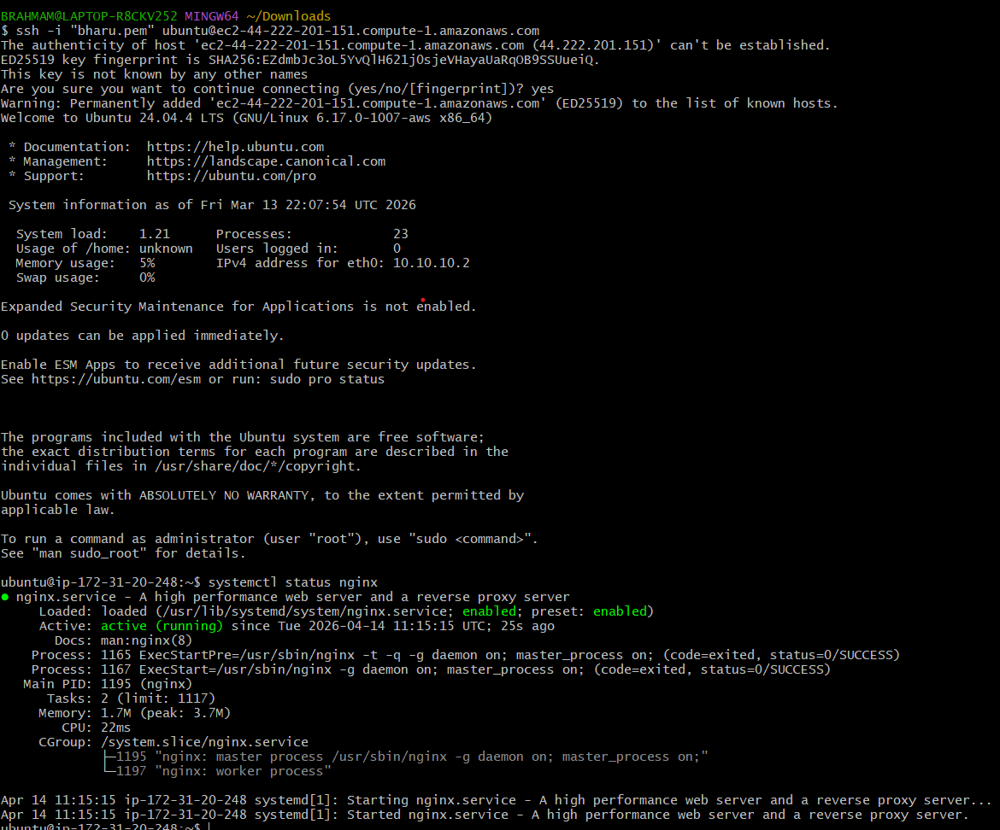 BRAHMAM@LAPTOP-R8CKV252 MINGW64 ~/Downloads
$ ssh -i "bharu.pem" ubuntu@ec2-44-222-201-151.compute-1.amazonaws.com
The authenticity of host 'ec2-44-222-201-151.compute-1.amazonaws.com (44.222.201.151)' can't be established.
ED25519 key fingerprint is SHA256:EZdmbJc3oL5YvQlH621jOsjeVHayaUaRqOB9SSUueiQ.
This key is not known by any other names
Are you sure you want to continue connecting (yes/no/[fingerprint])? yes
Warning: Permanently added 'ec2-44-222-201-151.compute-1.amazonaws.com' (ED25519) to the list of known hosts.
Welcome to Ubuntu 24.04.4 LTS (GNU/Linux 6.17.0-1007-aws x86_64)

 * Documentation:  https://help.ubuntu.com
 * Management:     https://landscape.canonical.com
 * Support:        https://ubuntu.com/pro

 System information as of Fri Mar 13 22:07:54 UTC 2026

  System load:    1.21      Processes:             23
  Usage of /home: unknown   Users logged in:       0
  Memory usage:   5%        IPv4 address for eth0: 10.10.10.2
  Swap usage:     0%

Expanded Security Maintenance for Applications is not enabled.

0 updates can be applied immediately.

Enable ESM Apps to receive additional future security updates.
See https://ubuntu.com/esm or run: sudo pro status

The programs included with the Ubuntu system are free software;
the exact distribution terms for each program are described in the
individual files in /usr/share/doc/*/copyright.

Ubuntu comes with ABSOLUTELY NO WARRANTY, to the extent permitted by
applicable law.

To run a command as administrator (user "root"), use "sudo <command>".
See "man sudo_root" for details.

ubuntu@ip-172-31-20-248:~$ systemctl status nginx
● nginx.service - A high performance web server and a reverse proxy server
     Loaded: loaded (/usr/lib/systemd/system/nginx.service; enabled; preset: enabled)
     Active: active (running) since Tue 2026-04-14 11:15:15 UTC; 25s ago
       Docs: man:nginx(8)
    Process: 1165 ExecStartPre=/usr/sbin/nginx -t -q -g daemon on; master_process on; (code=exited, status=0/SUCCESS)
    Process: 1167 ExecStart=/usr/sbin/nginx -g daemon on; master_process on; (code=exited, status=0/SUCCESS)
   Main PID: 1195 (nginx)
      Tasks: 2 (limit: 1117)
     Memory: 1.7M (peak: 3.7M)
        CPU: 22ms
     CGroup: /system.slice/nginx.service
             ├─1195 "nginx: master process /usr/sbin/nginx -g daemon on; master_process on;"
             └─1197 "nginx: worker process"

Apr 14 11:15:15 ip-172-31-20-248 systemd[1]: Starting nginx.service - A high performance web server and a reverse proxy server...
Apr 14 11:15:15 ip-172-31-20-248 systemd[1]: Started nginx.service - A high performance web server and a reverse proxy server.
ubuntu@ip-172-31-20-248:~$